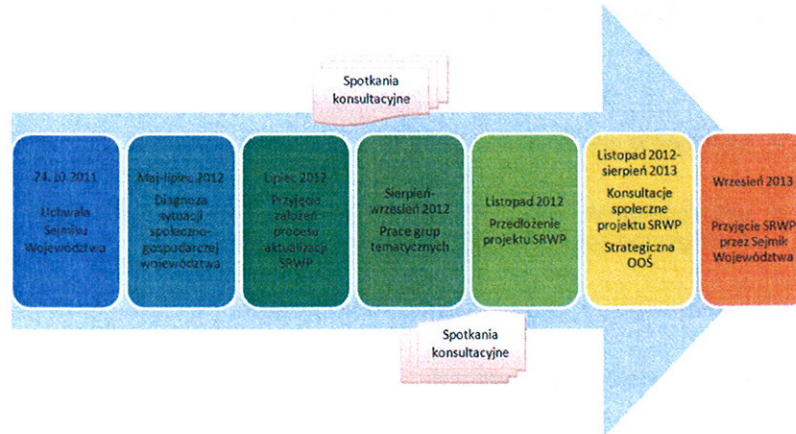 Spotkania
konsultacyjne
24.10.2011
Uchwała
Sejmiku
Województwa
Maj-lipiec 2012
Diagnoza
sytuacji
społeczno-
gospodarczej
województwa
Lipiec 2012
Przyjęcie
założeń
procesu
aktualizacji
SRWP
Sierpień-
wrzesień 2012
Prace grup
tematycznych
Listopad 2012
Przedłożenie
projektu SRWP
Listopad 2012-
sierpień 2013
Konsultacje
społeczne
projektu SRWP
Strategiczna
OOŚ
Wrzesień 2013
Przyjęcie SRWP
przez Sejmik
Województwa
Spotkania
konsultacyjne